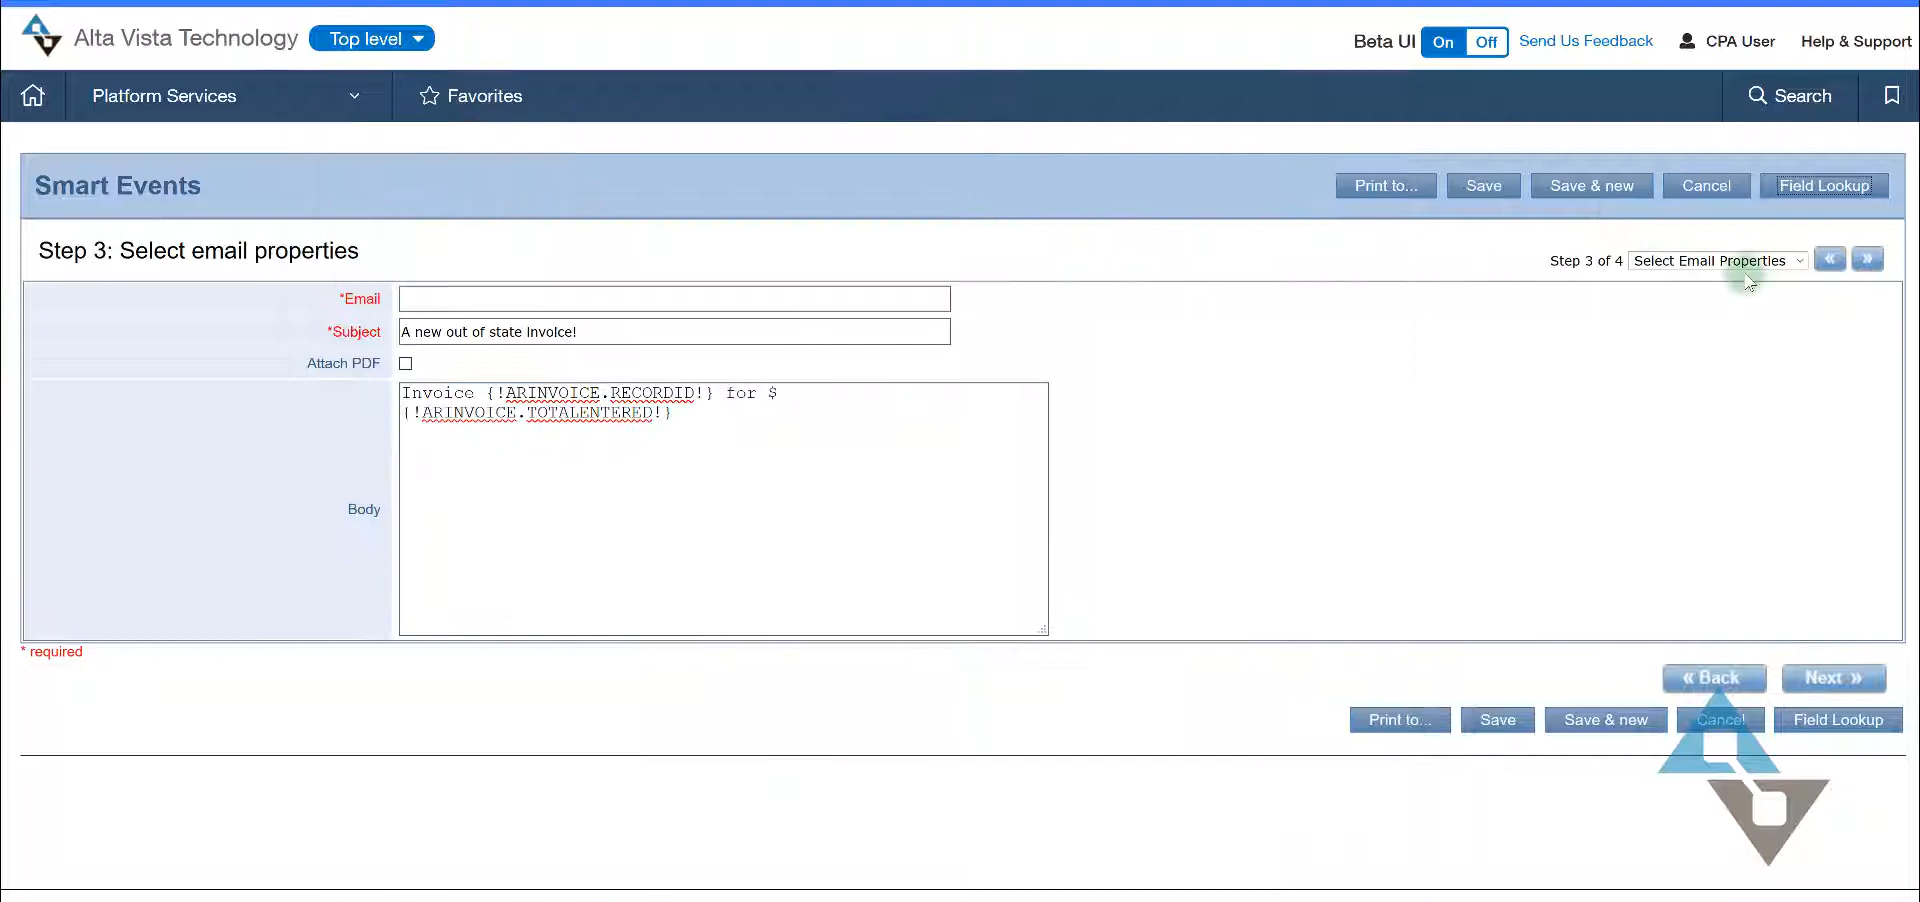 Alta Vista Technology Top level Beta UI On Off Send Us Feedback CPA User Help & Support
Platform Services Favorites Search
Smart Events Print to... Save Save & new Cancel Field Lookup
Step 3: Select email properties
Step 3 of 4 Select Email Properties « »
*Email
*Subject A new out of state invoice!
Attach PDF
Invoice {!ARINVOICE.RECORDID!} for $
{!ARINVOICE.TOTALENTERED!}
Body
* required
« Back Next »
Print to... Save Save & new Cancel Field Lookup